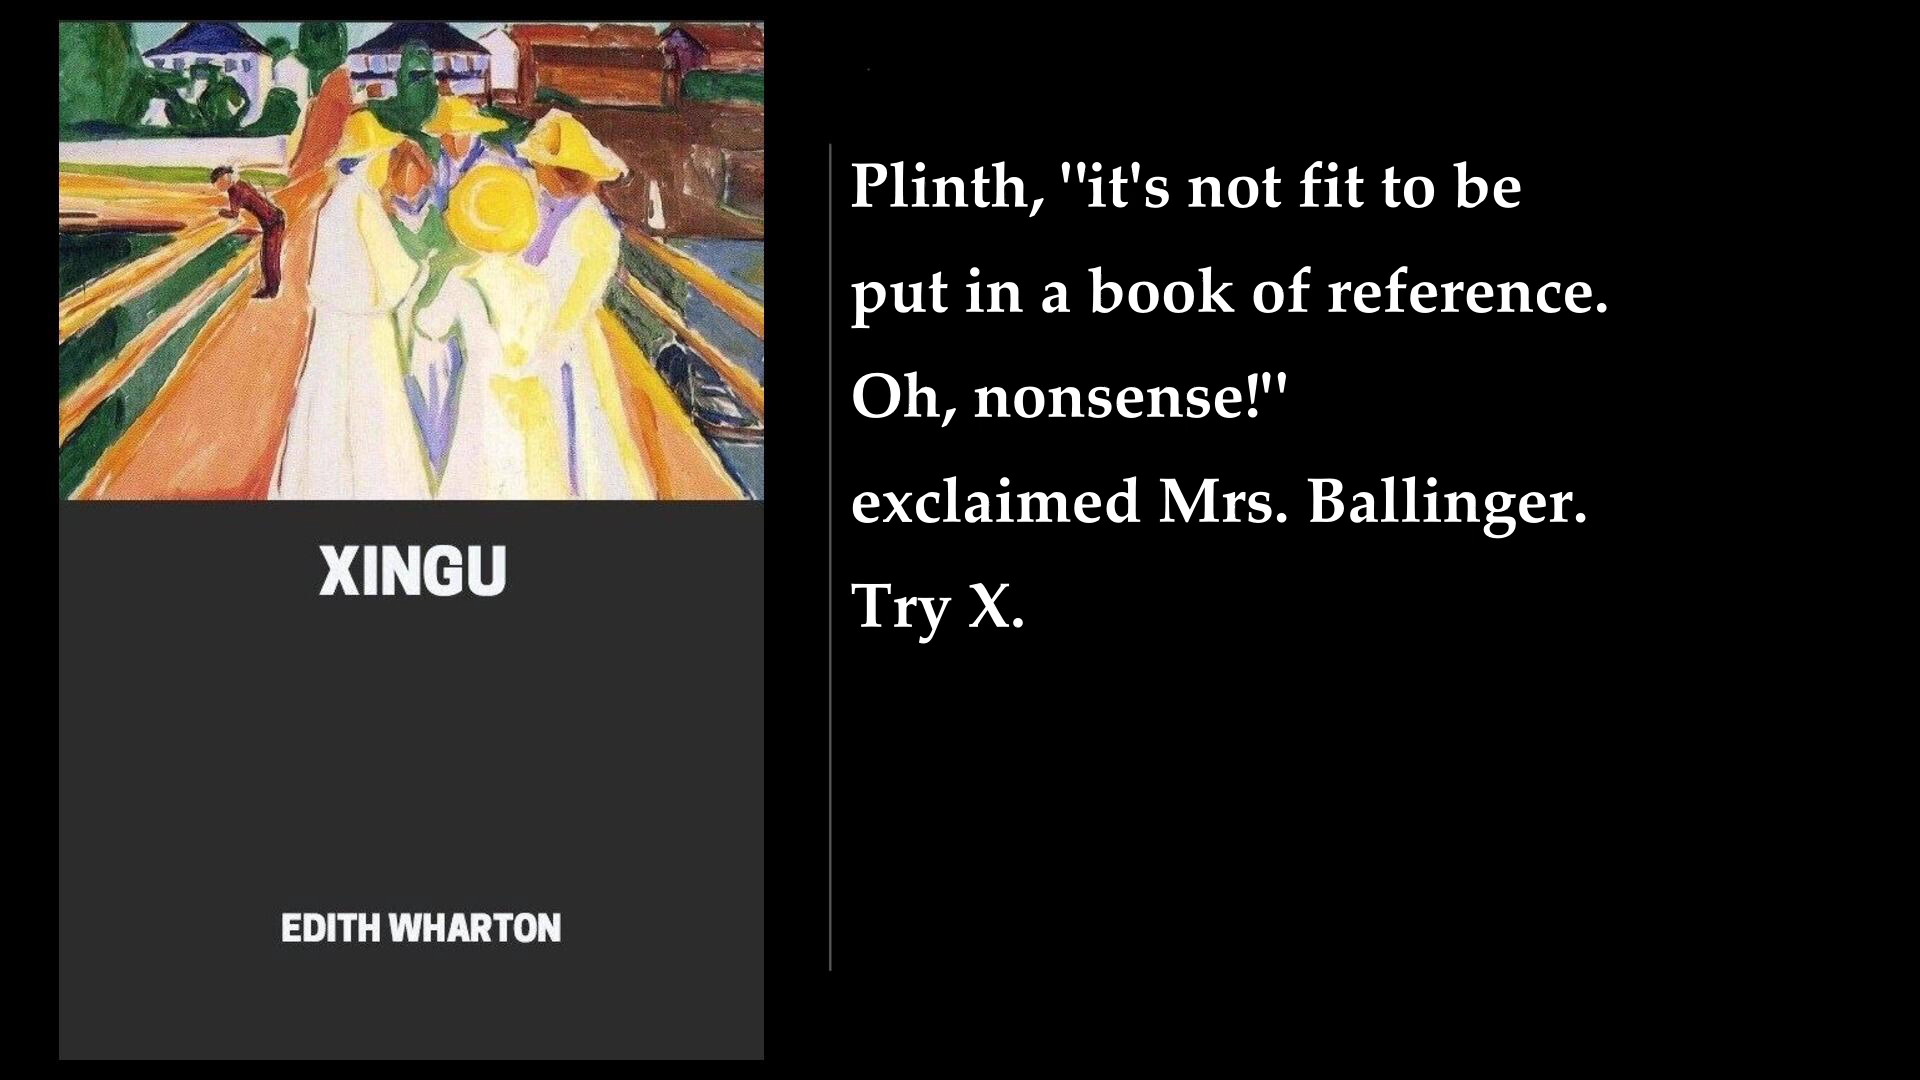 XINGU
EDITH WHARTON
Plinth, "it's not fit to be
put in a book of reference.
Oh, nonsense!"'
exclaimed Mrs. Ballinger.
Try X.